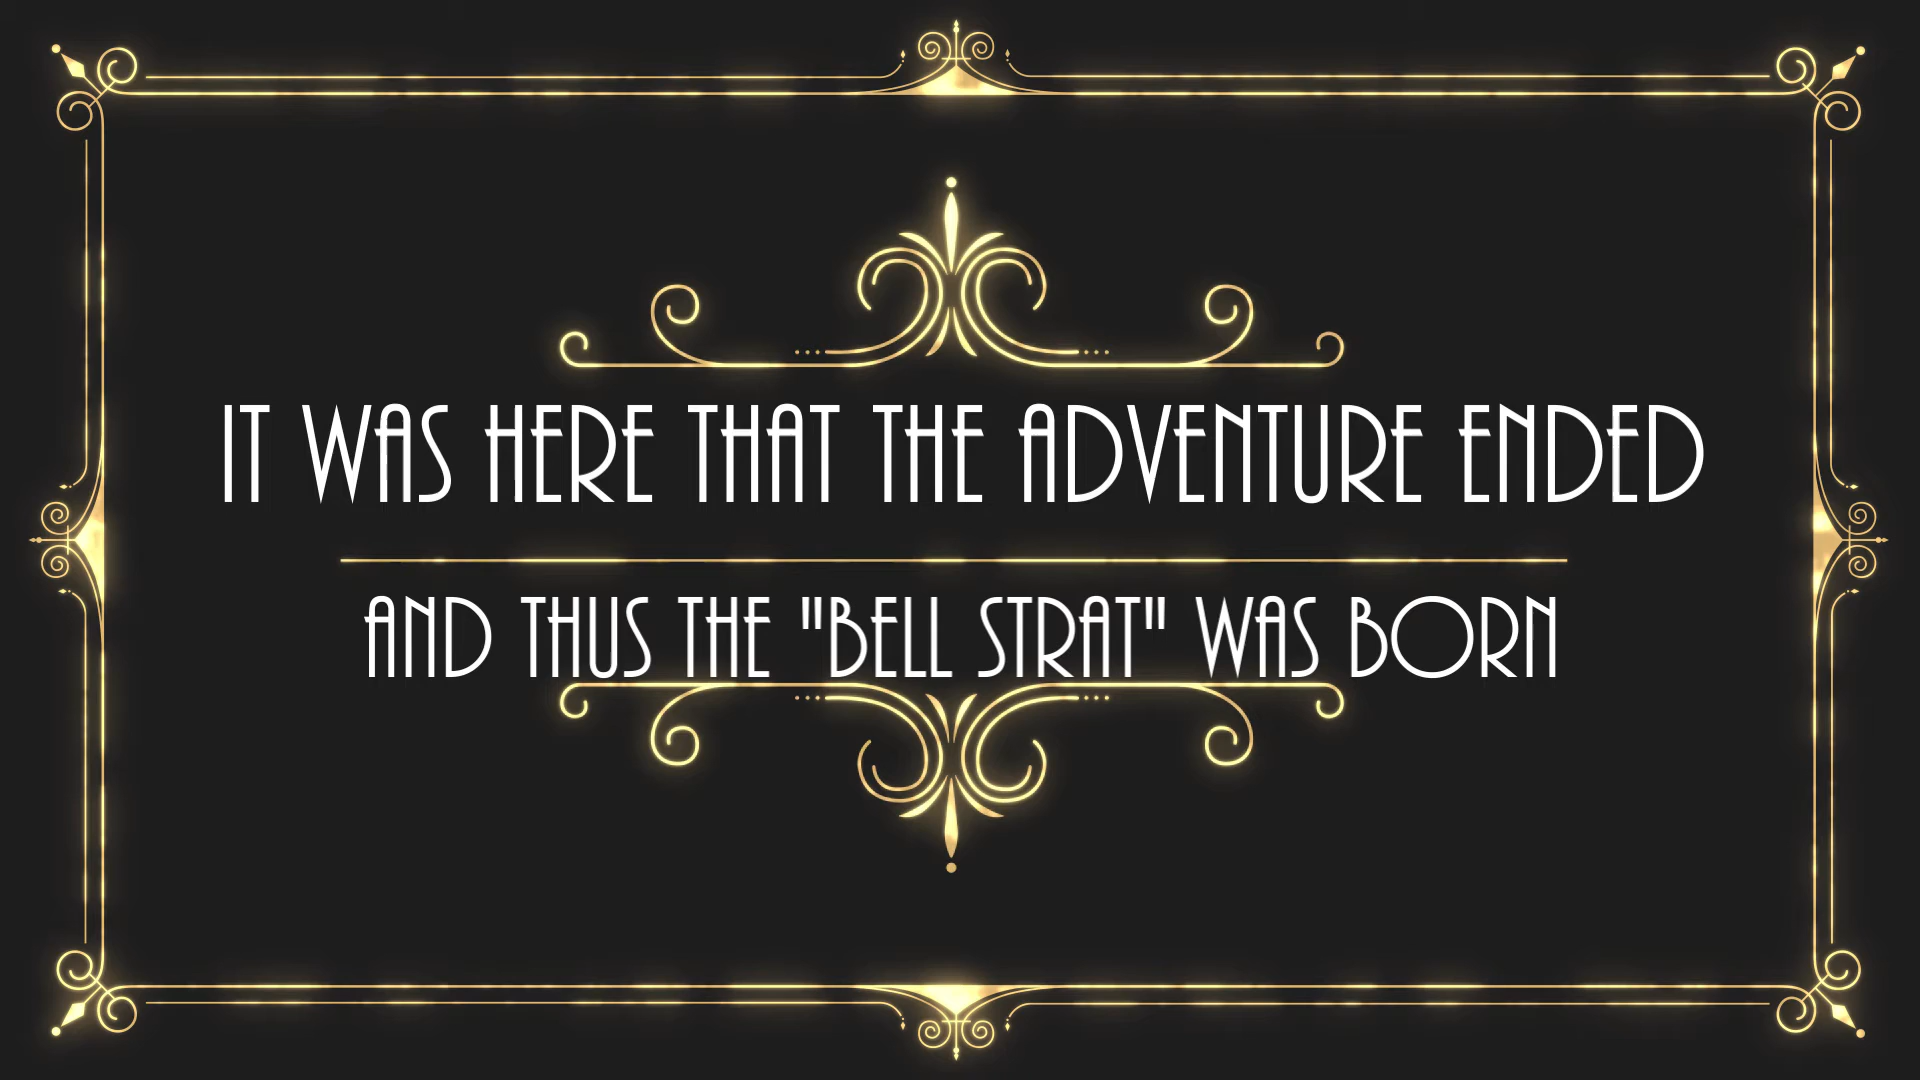 IT WAS HERE THAT THE ADVENTURE ENDED
AND THUS THE "BELL STRAT" WAS BORN